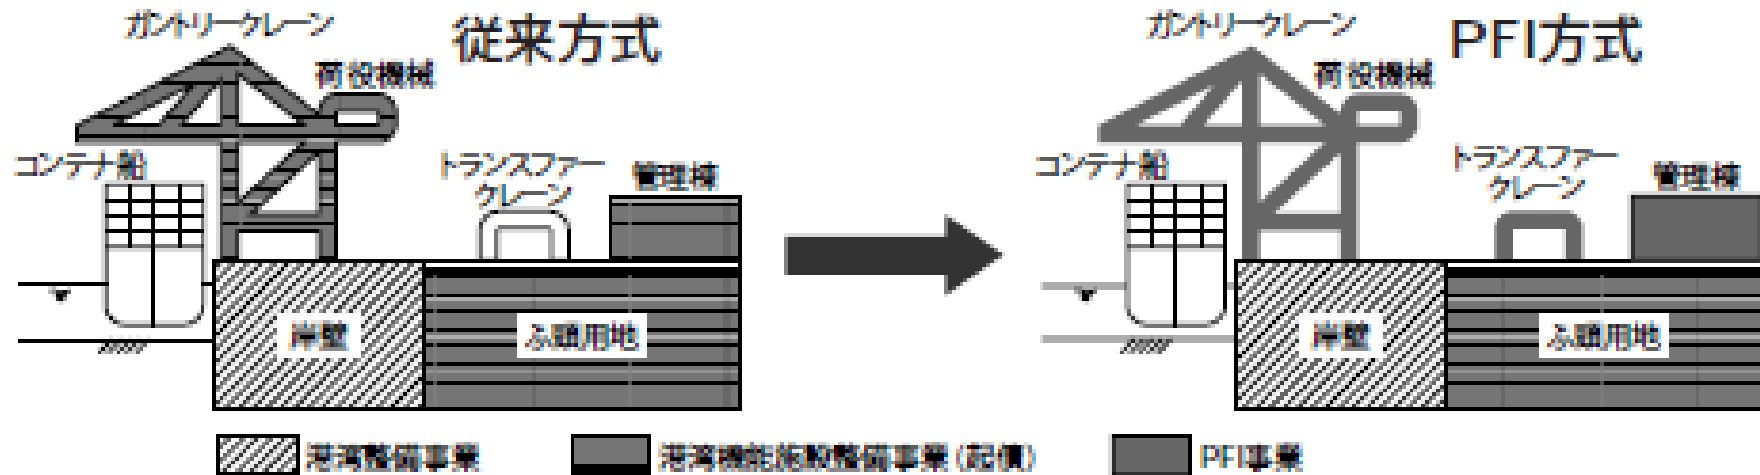 従来方式
ガントリークレーン
荷役機械
コンテナ船
トランスファー
クレーン
管理棟
岸壁
ふ頭用地
PFI方式
ガントリークレーン
荷役機械
コンテナ船
トランスファー
クレーン
管理棟
岸壁
ふ頭用地
港湾整備事業
港湾機能施設整備事業(起債)
PFI事業